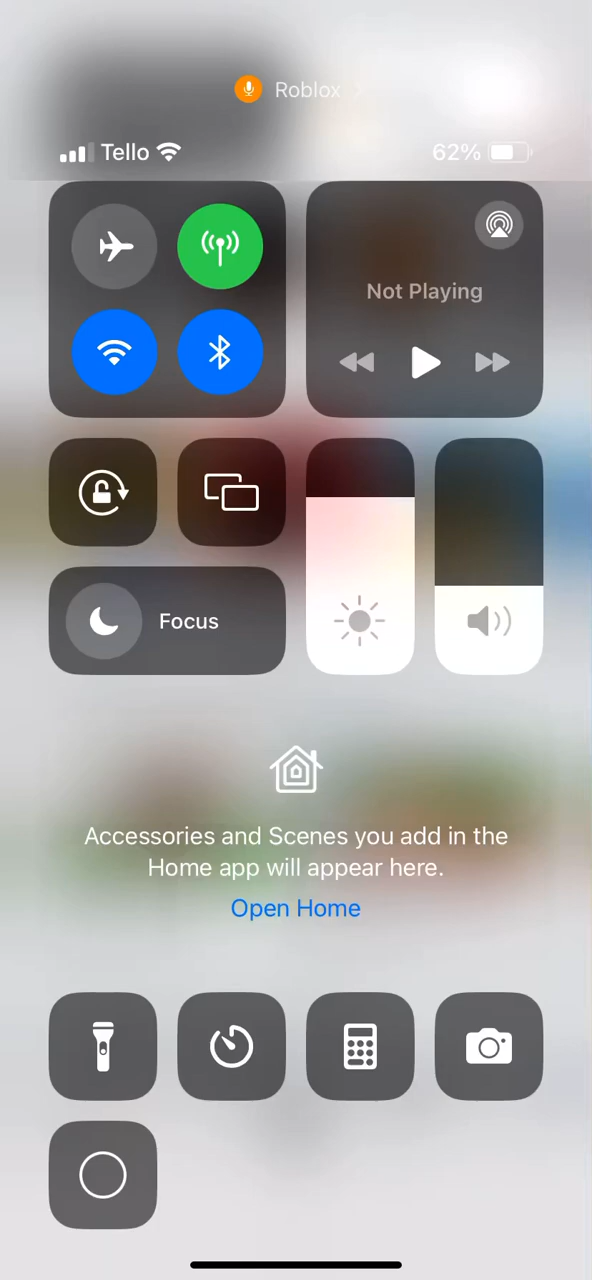 Roblox
Tello
62%
Not Playing
Focus
Accessories and Scenes you add in the
Home app will appear here.
Open Home